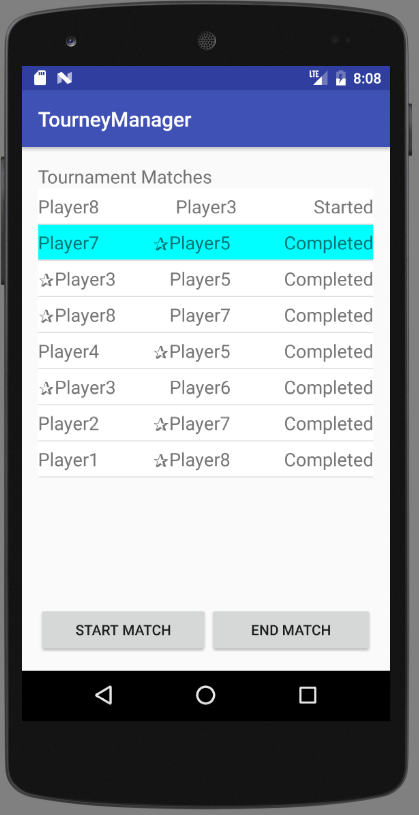 LTE 8:08
TourneyManager
Tournament Matches
Player8 Player3 Started
Player7 ☆Player5 Completed
☆Player3 Player5 Completed
☆Player8 Player7 Completed
Player4 ☆Player5 Completed
☆Player3 Player6 Completed
Player2 ☆Player7 Completed
Player1 ☆Player8 Completed
START MATCH END MATCH